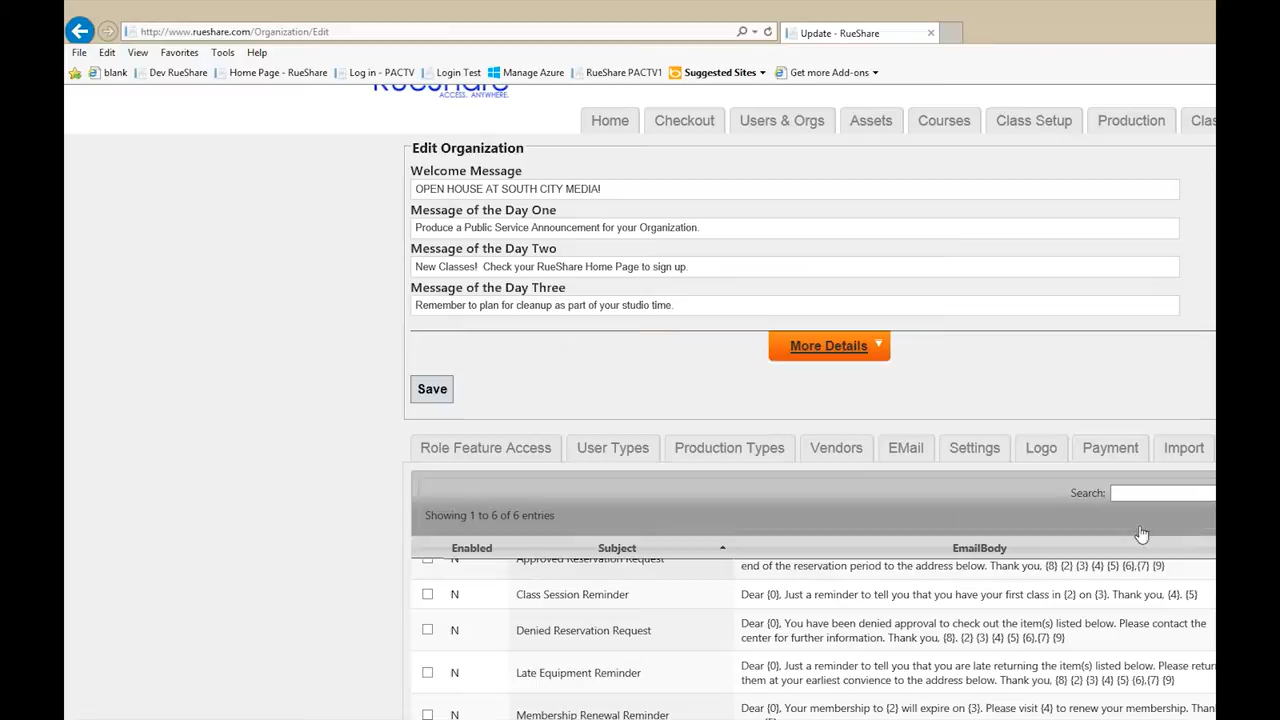 http://www.rueshare.com/Organization/Edit
Update - RueShare
File Edit View Favorites Tools Help
blank Dev RueShare Home Page - RueShare Log in - PACTV Login Test Manage Azure RueShare PACTV1 Suggested Sites Get more Add-ons
RueShare
ACCESS. ANYWHERE.
Home Checkout Users & Orgs Assets Courses Class Setup Production Clas
Edit Organization
Welcome Message
OPEN HOUSE AT SOUTH CITY MEDIA!
Message of the Day One
Produce a Public Service Announcement for your Organization.
Message of the Day Two
New Classes! Check your RueShare Home Page to sign up.
Message of the Day Three
Remember to plan for cleanup as part of your studio time.
More Details
Save
Role Feature Access User Types Production Types Vendors EMail Settings Logo Payment Import
Search:
Showing 1 to 6 of 6 entries
Enabled Subject EmailBody
N Approved Reservation Request end of the reservation period to the address below. Thank you, {8} {2} {3} {4} {5} {6},{7} {9}
N Class Session Reminder Dear {0}, Just a reminder to tell you that you have your first class in {2} on {3}. Thank you, {4}. {5}
Dear {0}, You have been denied approval to check out the item(s) listed below. Please contact the
N Denied Reservation Request
center for further information. Thank you, {8}. {2} {3} {4} {5} {6},{7} {9}
Dear {0}, Just a reminder to tell you that you are late returning the item(s) listed below. Please return
N Late Equipment Reminder
them at your earliest convience to the address below. Thank you, {8} {2} {3} {4} {5} {6},{7} {9}
N Membership Renewal Reminder Dear {0}, Your membership to {2} will expire on {3}. Please visit {4} to renew your membership. Thank